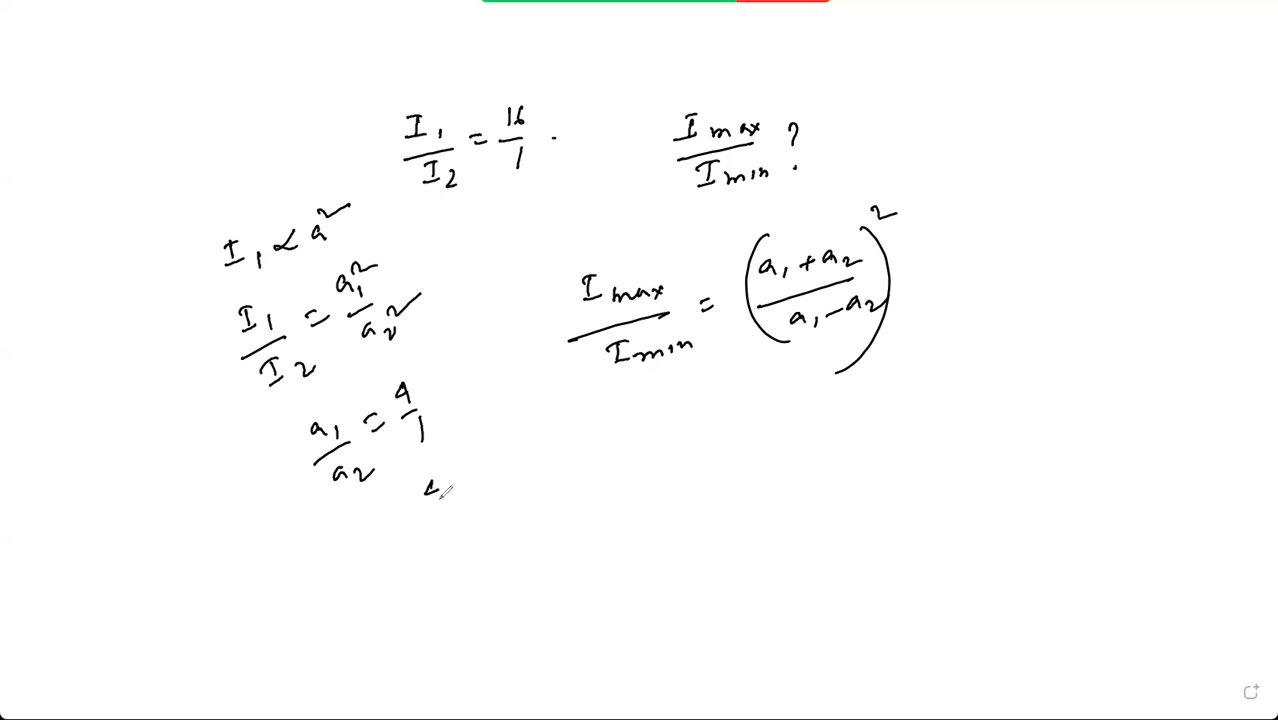 I₁/I₂ = 16/1 .
Imax/Imin ?
I₁ ∝ a²
I₁/I₂ = a₁²/a₂²
a₁/a₂ = 4/1
Imax/Imin = ((a₁ + a₂)/(a₁ - a₂))²